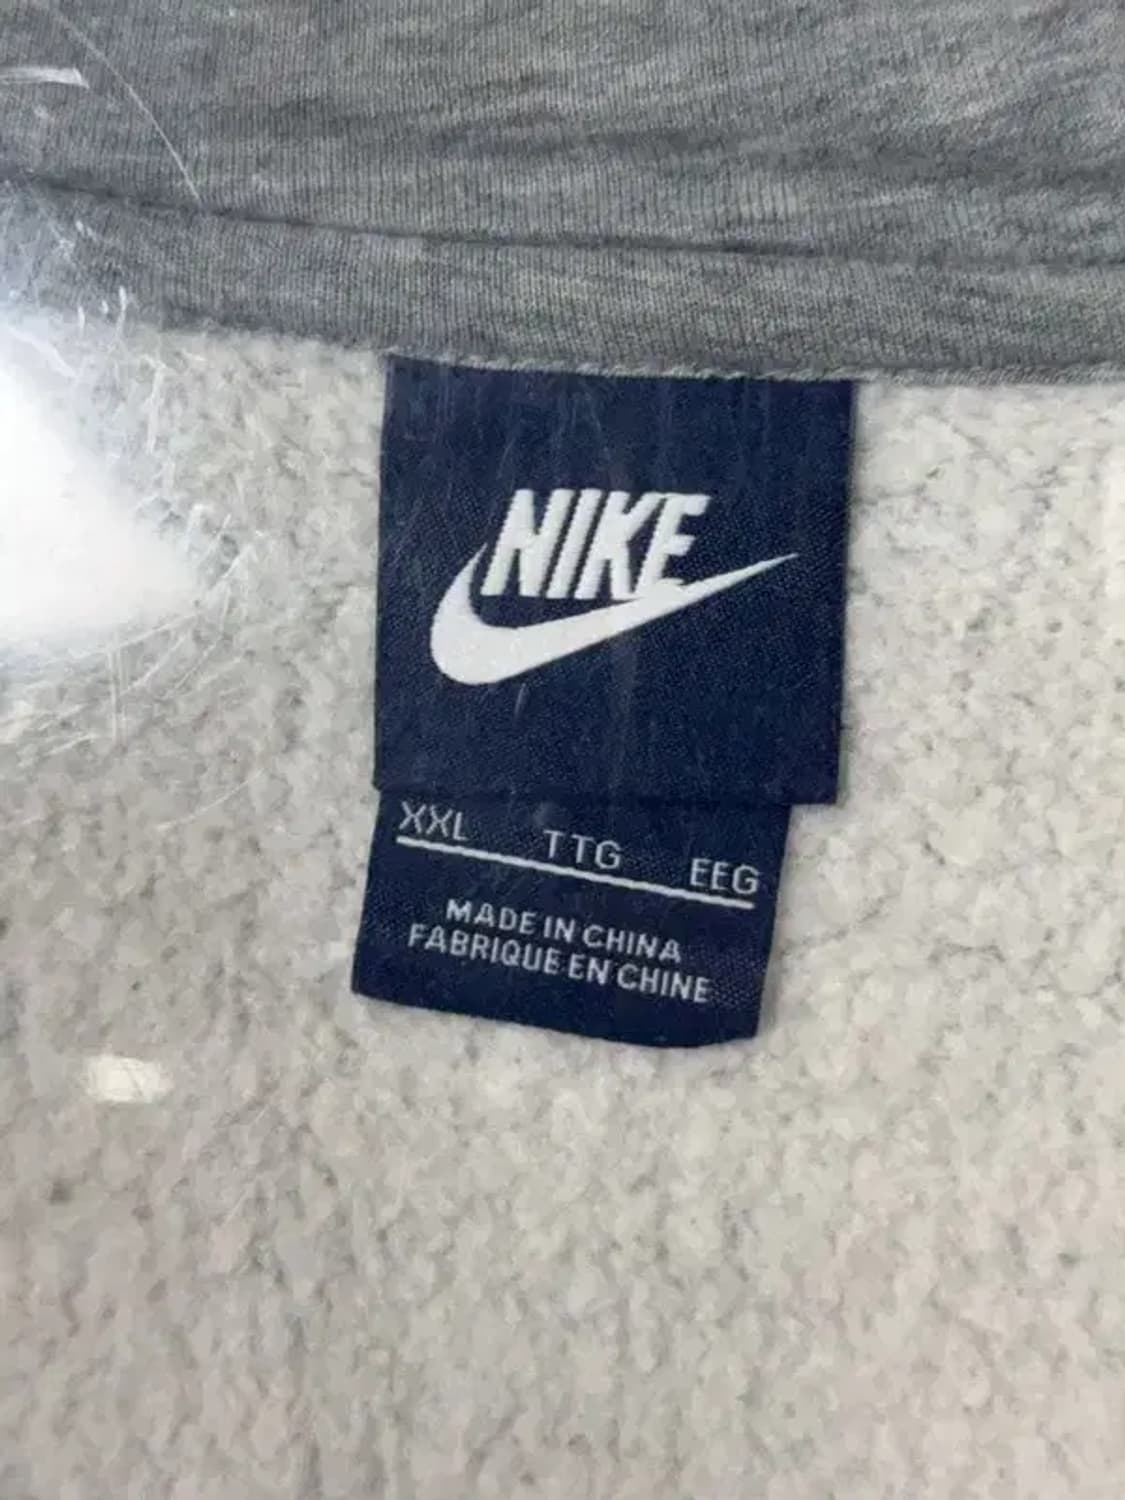 NIKE
XXL TTG EEG
MADE IN CHINA
FABRIQUE EN CHINE